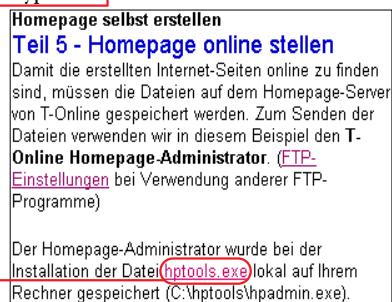 Homepage selbst erstellen
Teil 5 - Homepage online stellen
Damit die erstellten Internet-Seiten online zu finden
sind, müssen die Dateien auf dem Homepage-Server
von T-Online gespeichert werden. Zum Senden der
Dateien verwenden wir in diesem Beispiel den T-
Online Homepage-Administrator. (FTP-
Einstellungen bei Verwendung anderer FTP-
Programme)
Der Homepage-Administrator wurde bei der
Installation der Datei hptools.exe lokal auf Ihrem
Rechner gespeichert (C:\hptools\hpadmin.exe).